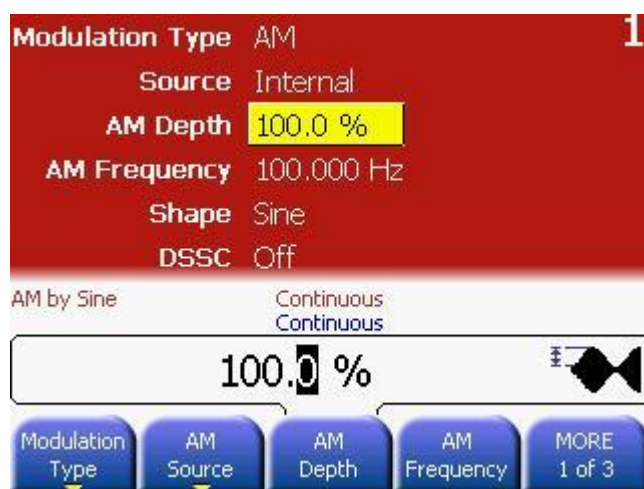 1
Modulation Type AM
Source Internal
AM Depth 100.0 %
AM Frequency 100.000 Hz
Shape Sine
DSSC Off
AM by Sine Continuous
Continuous
100.0 %
Modulation Type
AM Source
AM Depth
AM Frequency
MORE 1 of 3